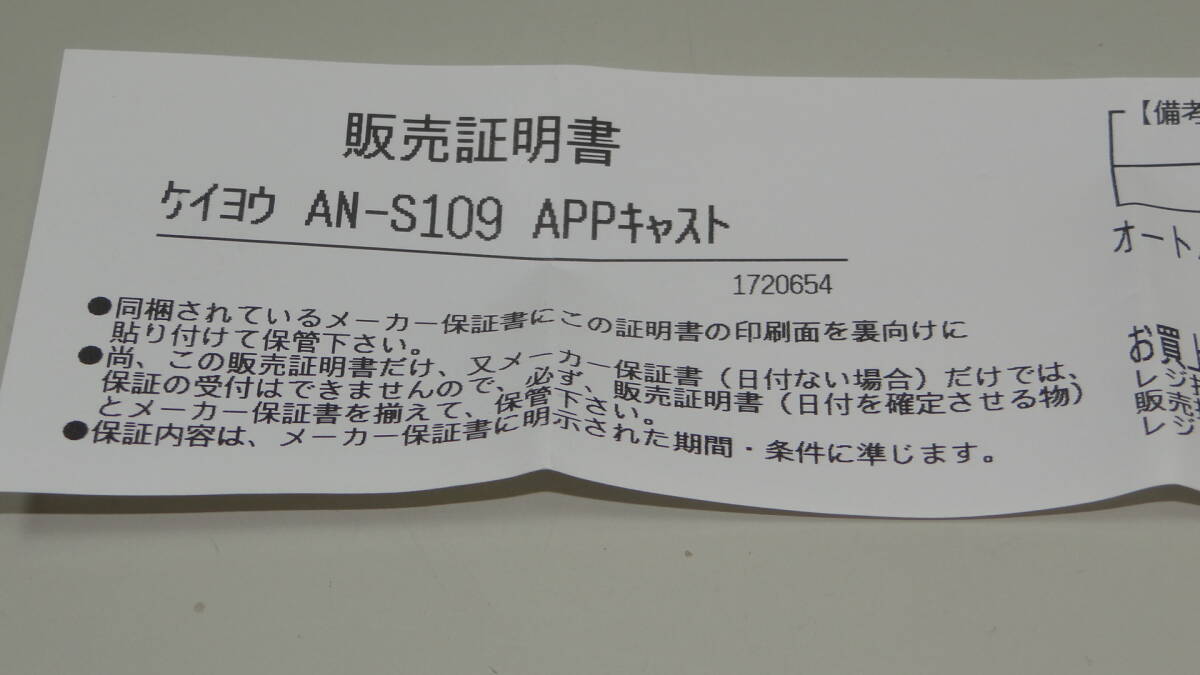 販売証明書
ｹｲﾖｳ AN-S109 APPｷｬｽﾄ
1720654
●同梱されているメーカー保証書にこの証明書の印刷面を裏向けに
貼り付けて保管下さい。
●尚、この販売証明書だけ、又メーカー保証書（日付ない場合）だけでは、
保証の受付はできませんので、必ず、販売証明書（日付を確定させる物）
とメーカー保証書を揃えて、保管下さい。
●保証内容は、メーカー保証書に明示された期間・条件に準じます。
【備考
オート
お買上
レジ
販売
レジ